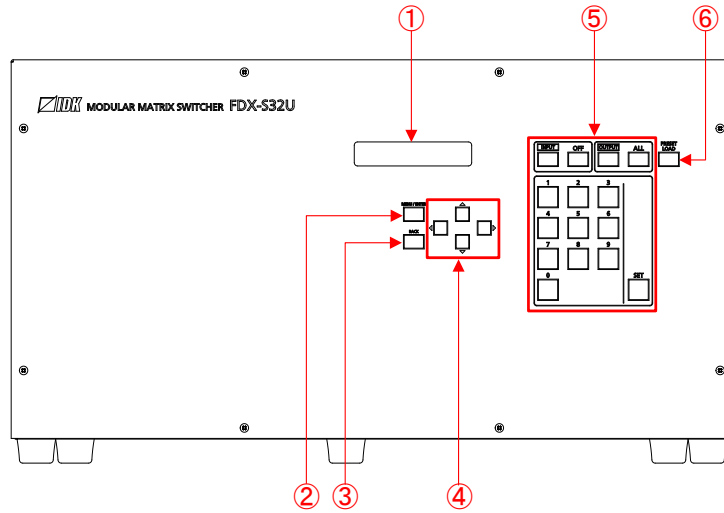 ① ⑤ ⑥
IDK MODULAR MATRIX SWITCHER FDX-S32U
INPUT OFF OUTPUT ALL PRESET
LOAD
1 2 3
MENU / ENTER
4 5 6
BACK
7 8 9
0 SET
② ③ ④